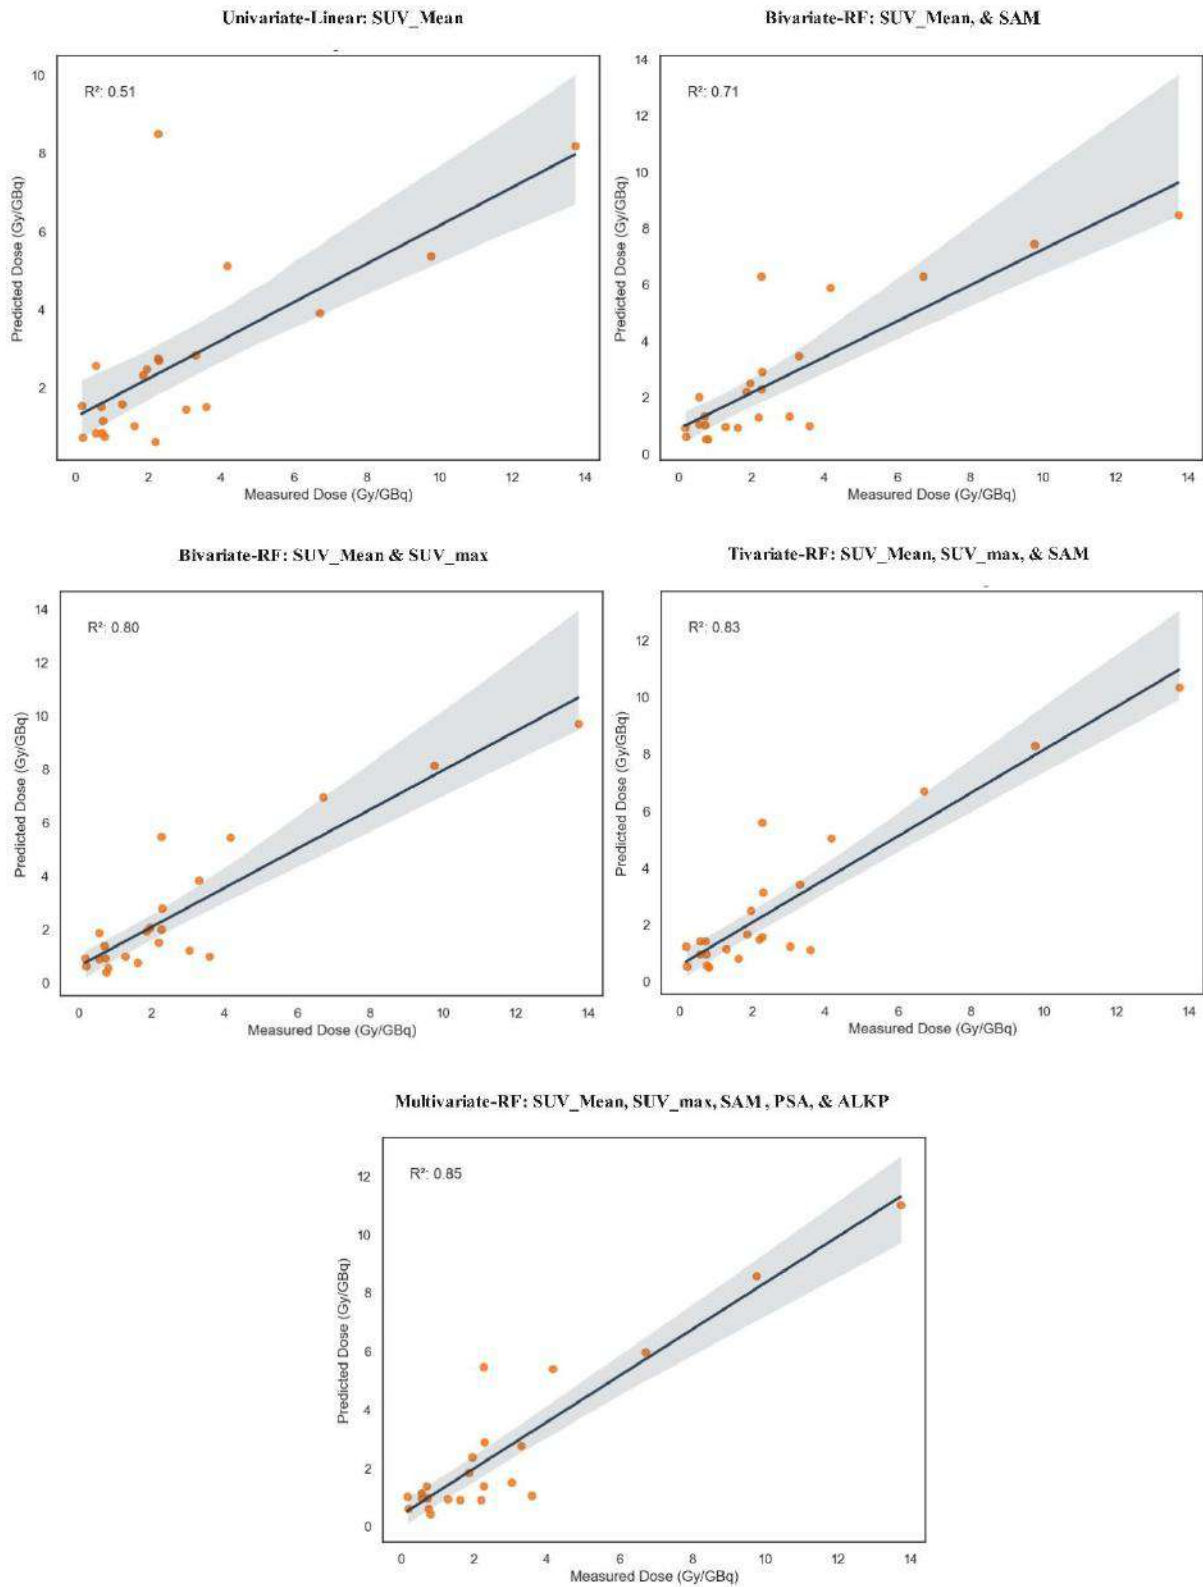 Univariate-Linear: SUV_Mean
R²: 0.51
10
8
6
4
2
Predicted Dose (Gy/GBq)
0 2 4 6 8 10 12 14
Measured Dose (Gy/GBq)
Bivariate-RF: SUV_Mean, & SAM
R²: 0.71
14
12
10
8
6
4
2
0
Predicted Dose (Gy/GBq)
0 2 4 6 8 10 12 14
Measured Dose (Gy/GBq)
Bivariate-RF: SUV_Mean & SUV_max
R²: 0.80
14
12
10
8
6
4
2
0
Predicted Dose (Gy/GBq)
0 2 4 6 8 10 12 14
Measured Dose (Gy/GBq)
Tivariate-RF: SUV_Mean, SUV_max, & SAM
R²: 0.83
12
10
8
6
4
2
0
Predicted Dose (Gy/GBq)
0 2 4 6 8 10 12 14
Measured Dose (Gy/GBq)
Multivariate-RF: SUV_Mean, SUV_max, SAM , PSA, & ALKP
R²: 0.85
12
10
8
6
4
2
0
Predicted Dose (Gy/GBq)
0 2 4 6 8 10 12 14
Measured Dose (Gy/GBq)